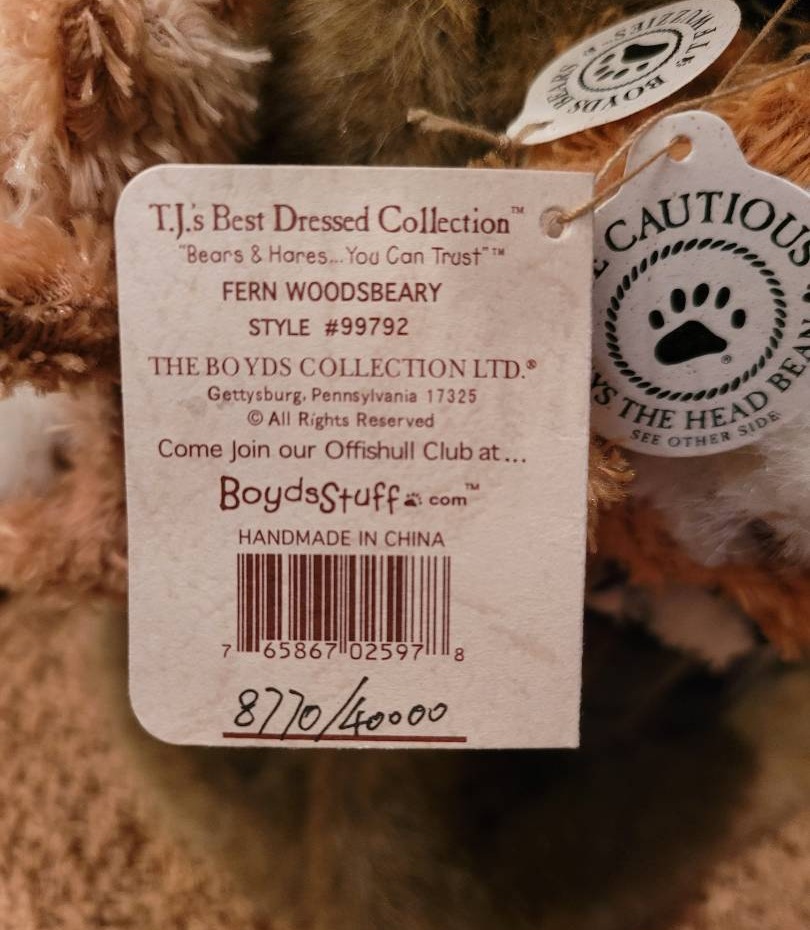 T.J.'s Best Dressed Collection™
"Bears & Hares...You Can Trust"™
FERN WOODSBEARY
STYLE #99792
THE BOYDS COLLECTION LTD.®
Gettysburg, Pennsylvania 17325
© All Rights Reserved
Come Join our Offishull Club at...
BoydsStuff.com™
HANDMADE IN CHINA
7 65867 02597 8
8770/40000
CAUTIOUS
®
THE HEAD BEAN
SEE OTHER SIDE
BOYDS BEARS